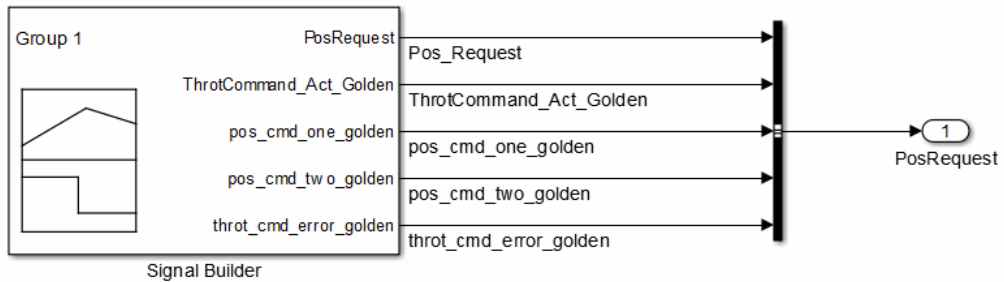 Group 1
PosRequest
ThrotCommand_Act_Golden
pos_cmd_one_golden
pos_cmd_two_golden
throt_cmd_error_golden
Pos_Request
ThrotCommand_Act_Golden
pos_cmd_one_golden
pos_cmd_two_golden
throt_cmd_error_golden
1
PosRequest
Signal Builder